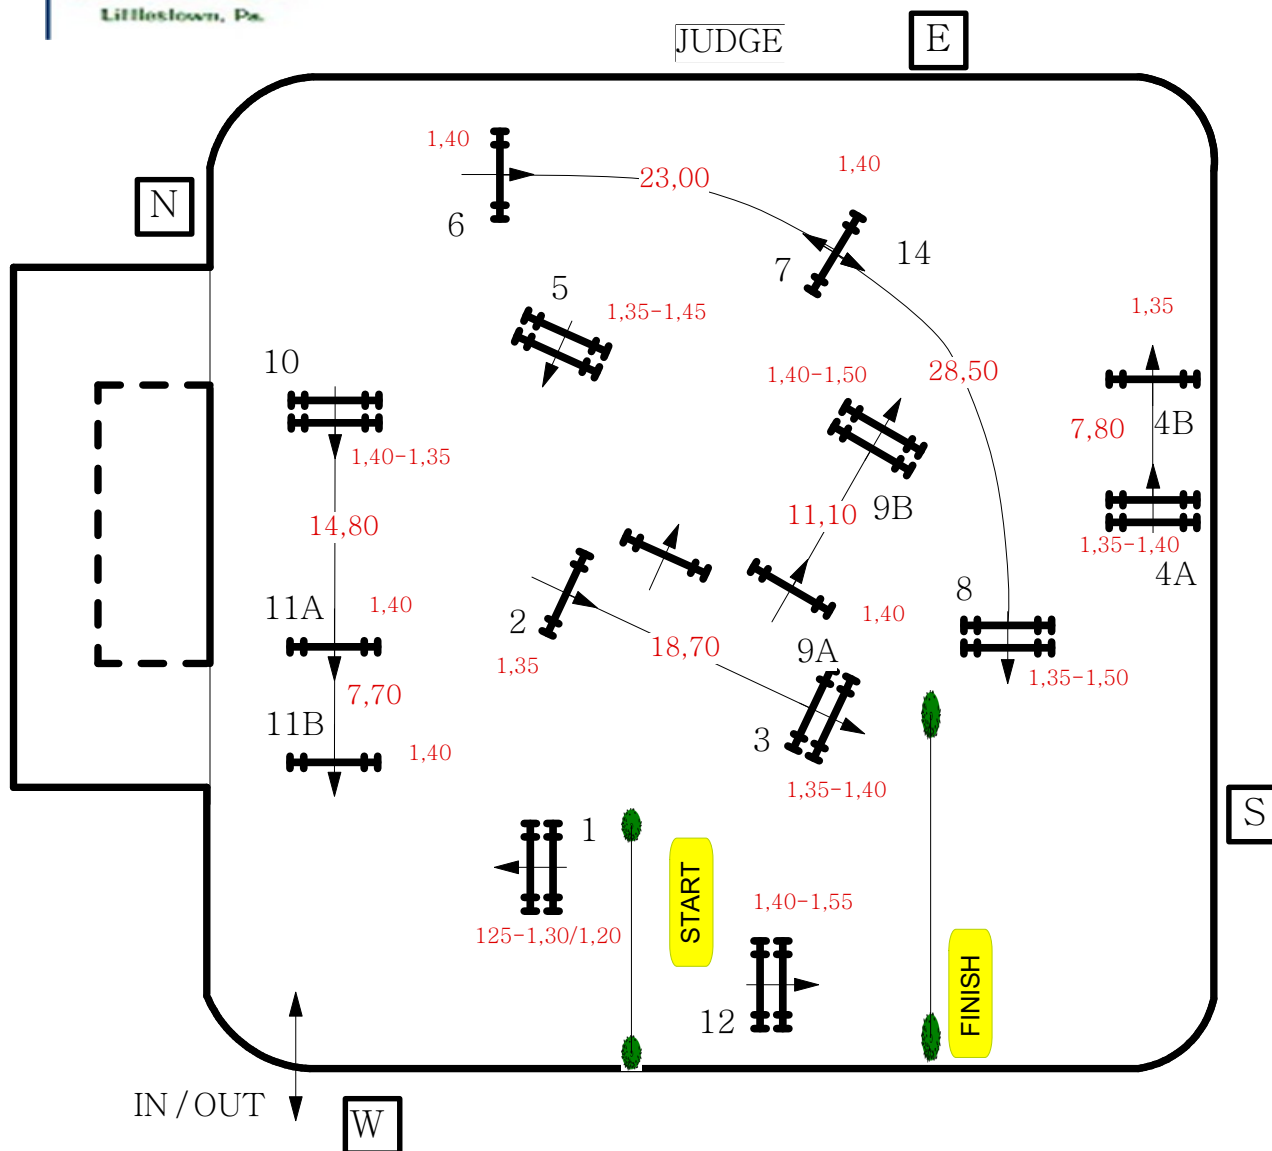 Littlestown, Pa.
JUDGE
E
1,40
6
23,00
1,40
7
14
N
5
1,35-1,45
1,35
10
1,40-1,50
28,50
7,80
4B
1,40-1,35
9B
11,10
14,80
1,35-1,40
4A
11A
1,40
2
1,35
18,70
1,40
9A
8
1,35-1,50
7,70
11B
1,40
3
1,35-1,40
S
1
125-1,30/1,20
START
1,40-1,55
12
FINISH
IN / OUT
W